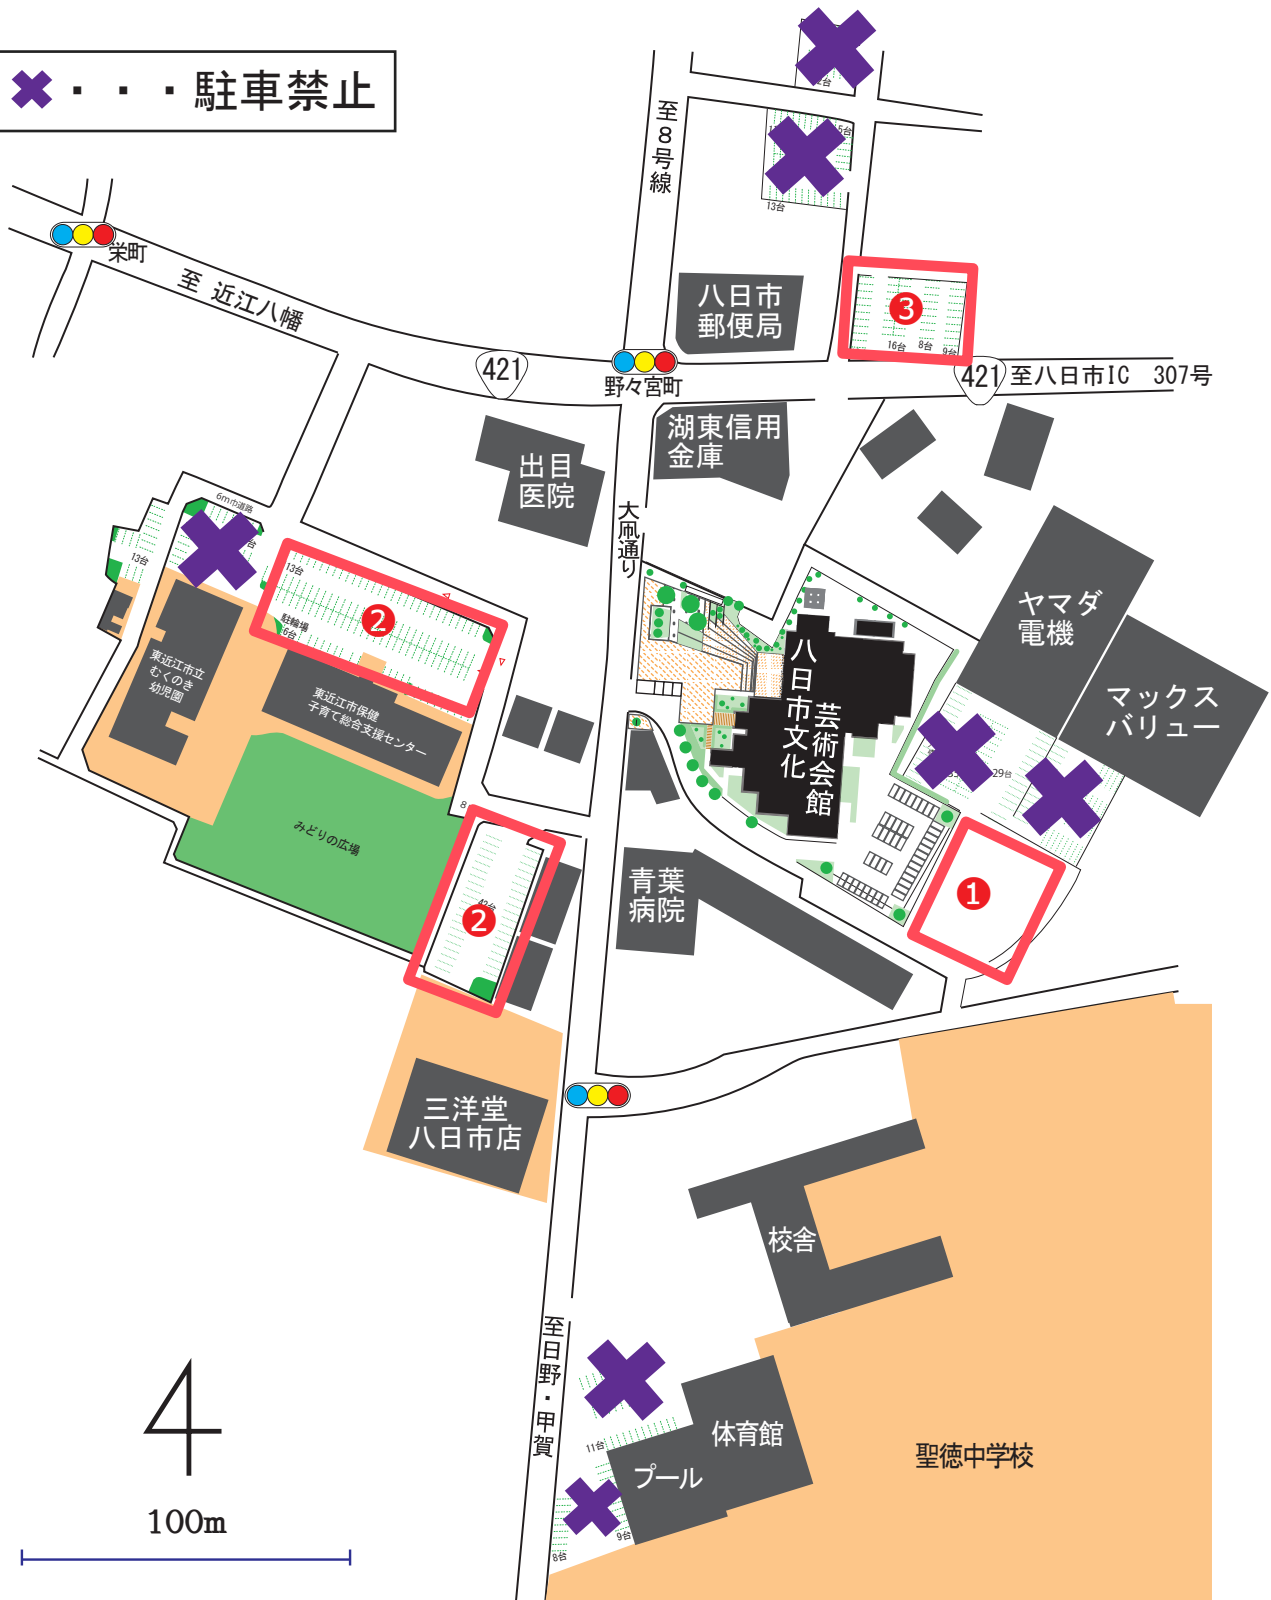 ・・・駐車禁止
至8号線
5台
13台
栄町
至 近江八幡
八日市
郵便局
3
16台
8台
9台
421
野々宮町
421
至八日市IC 307号
湖東信用
金庫
出目
医院
大凧通り
6m巾道路
13台
13台
駐輪場
6台
2
東近江市立
むくのき
幼児園
東近江市保健
子育て総合支援センター
八日市文化
芸術会館
ヤマダ
電機
マックス
バリュー
29台
みどりの広場
8
42台
2
青葉
病院
1
三洋堂
八日市店
校舎
至日野・甲賀
11台
体育館
プール
9台
8台
聖徳中学校
100m